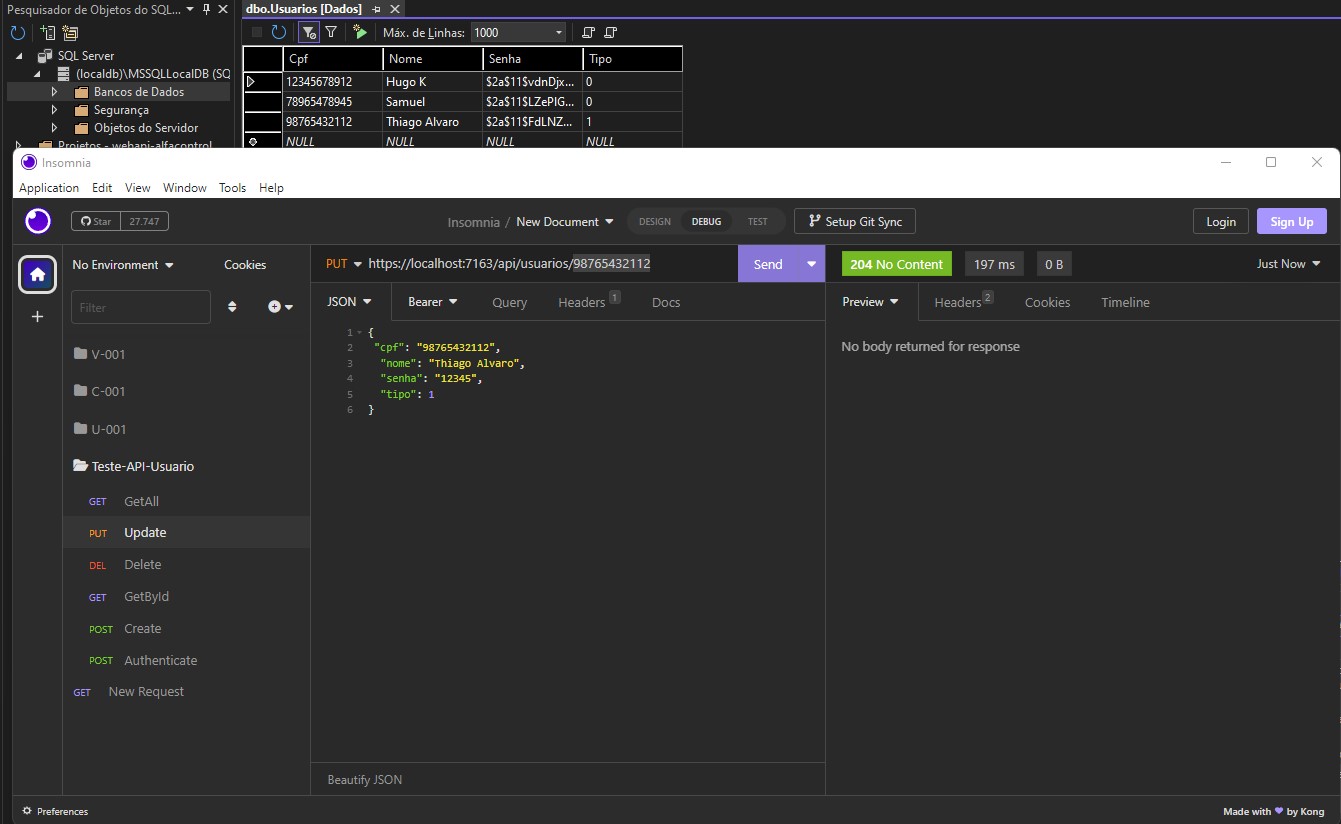 Pesquisador de Objetos do SQL...
dbo.Usuarios [Dados]
Máx. de Linhas: 1000
SQL Server
(localdb)\MSSQLLocalDB (SQ
Bancos de Dados
Segurança
Objetos do Servidor
Projetos - webapi-alfacontrol
Cpf Nome Senha Tipo
12345678912 Hugo K $2a$11$vdnDjx... 0
78965478945 Samuel $2a$11$LZePIG... 0
98765432112 Thiago Alvaro $2a$11$FdLNZ... 1
NULL NULL NULL NULL
Insomnia
Application Edit View Window Tools Help
Star 27.747
Insomnia / New Document
DESIGN DEBUG TEST
Setup Git Sync
Login Sign Up
No Environment Cookies
Filter
V-001
C-001
U-001
Teste-API-Usuario
GET GetAll
PUT Update
DEL Delete
GET GetById
POST Create
POST Authenticate
GET New Request
PUT https://localhost:7163/api/usuarios/98765432112
Send
JSON Bearer Query Headers 1 Docs
1 {
2 "cpf": "98765432112",
3 "nome": "Thiago Alvaro",
4 "senha": "12345",
5 "tipo": 1
6 }
Beautify JSON
204 No Content 197 ms 0 B Just Now
Preview Headers 2 Cookies Timeline
No body returned for response
Preferences
Made with 💜 by Kong